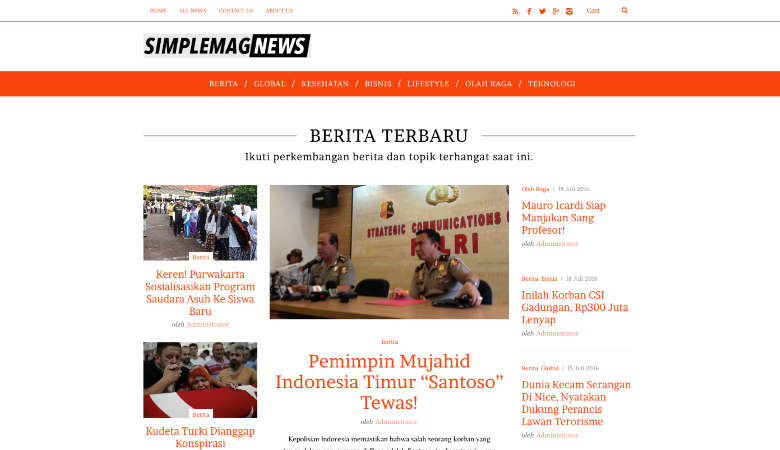 HOME ALL NEWS CONTACT US ABOUT US
Cart
SIMPLEMAG NEWS
BERITA / GLOBAL / KESEHATAN / BISNIS / LIFESTYLE / OLAH RAGA / TEKNOLOGI
BERITA TERBARU
Ikuti perkembangan berita dan topik terhangat saat ini.
Berita
Keren! Purwakarta
Sosialisasikan Program
Saudara Asuh Ke Siswa
Baru
oleh Administrator
Berita
Kudeta Turki Dianggap
Konspirasi
STRATEGIC COMMUNICATIONS
POLRI
Berita
Pemimpin Mujahid
Indonesia Timur “Santoso”
Tewas!
oleh Administrator
Kepolisian Indonesia memastikan bahwa salah seorang korban yang
Olah Raga / 19 Juli 2016
Mauro Icardi Siap
Manjakan Sang
Profesor!
oleh Administrator
Berita, Bisnis / 18 Juli 2016
Inilah Korban CSI
Gadungan, Rp300 Juta
Lenyap
oleh Administrator
Berita, Global / 15 Juli 2016
Dunia Kecam Serangan
Di Nice, Nyatakan
Dukung Perancis
Lawan Terorisme
oleh Administrator